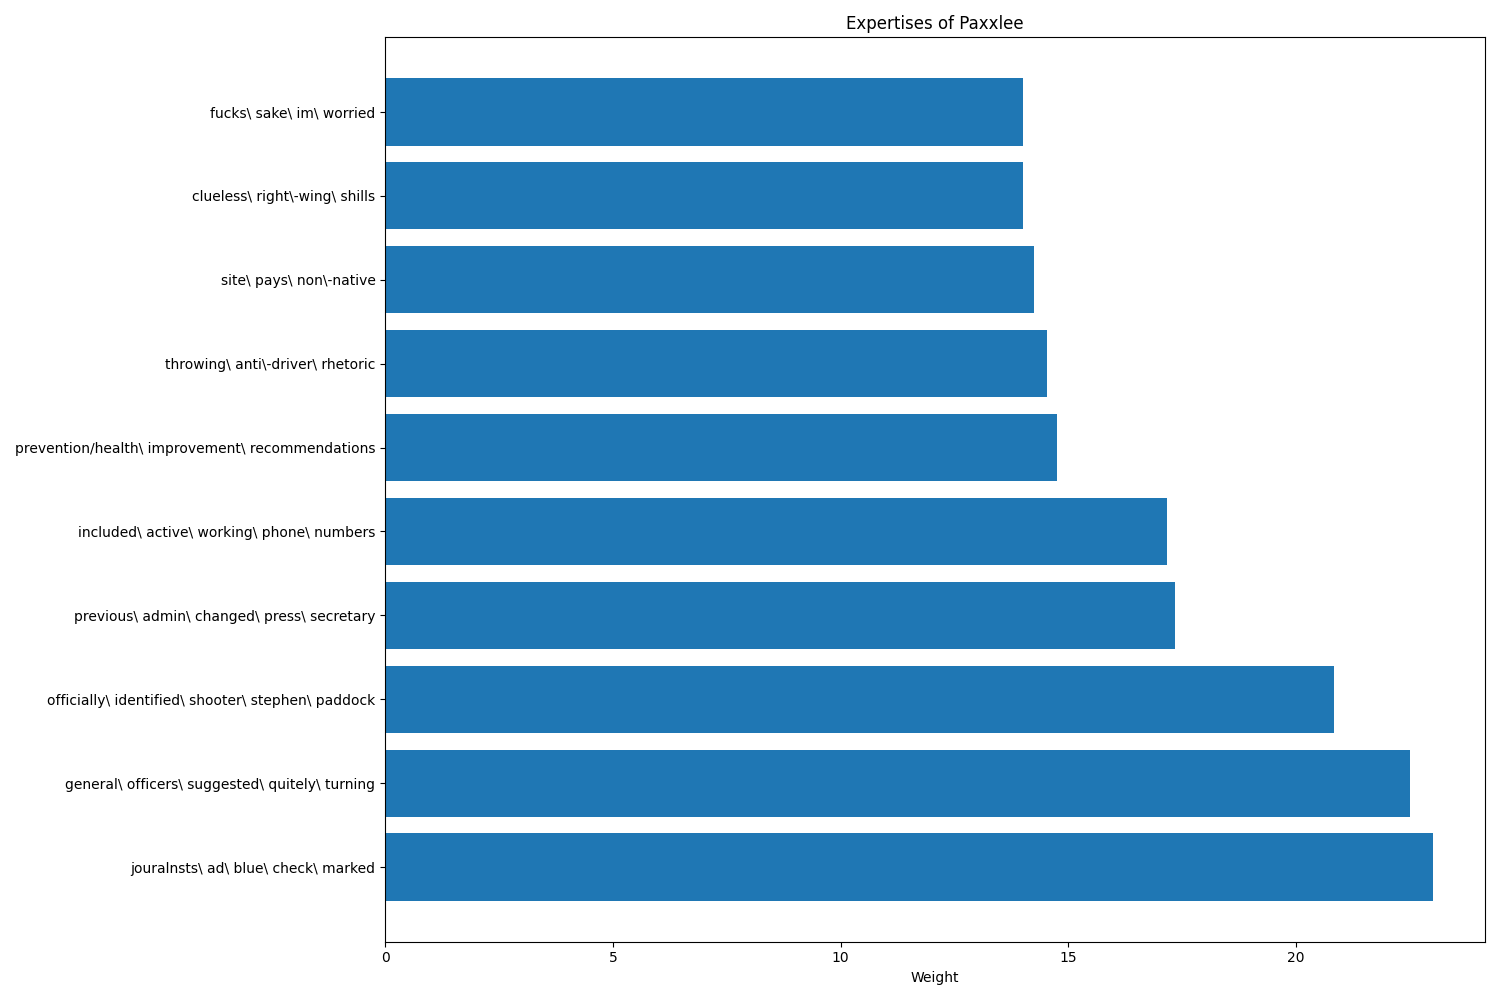 Expertises of Paxxlee
fucks\ sake\ im\ worried
clueless\ right\-wing\ shills
site\ pays\ non\-native
throwing\ anti\-driver\ rhetoric
prevention/health\ improvement\ recommendations
included\ active\ working\ phone\ numbers
previous\ admin\ changed\ press\ secretary
officially\ identified\ shooter\ stephen\ paddock
general\ officers\ suggested\ quitely\ turning
jouralnsts\ ad\ blue\ check\ marked
0 5 10 15 20
Weight